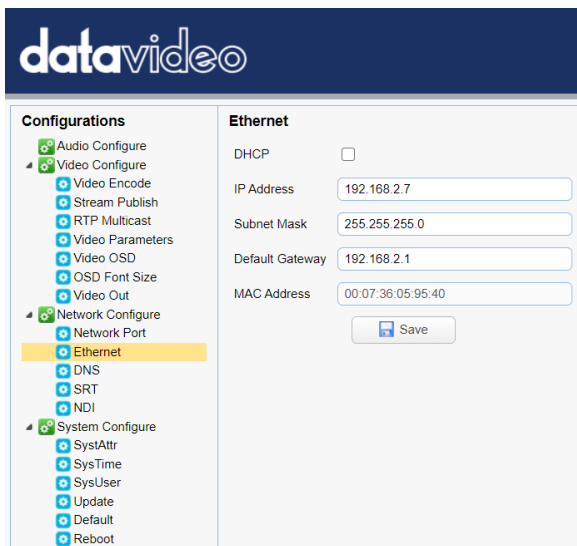 datavideo
Configurations
Audio Configure
Video Configure
Video Encode
Stream Publish
RTP Multicast
Video Parameters
Video OSD
OSD Font Size
Video Out
Network Configure
Network Port
Ethernet
DNS
SRT
NDI
System Configure
SystAttr
SysTime
SysUser
Update
Default
Reboot
Ethernet
DHCP
IP Address 192.168.2.7
Subnet Mask 255.255.255.0
Default Gateway 192.168.2.1
MAC Address 00:07:36:05:95:40
Save